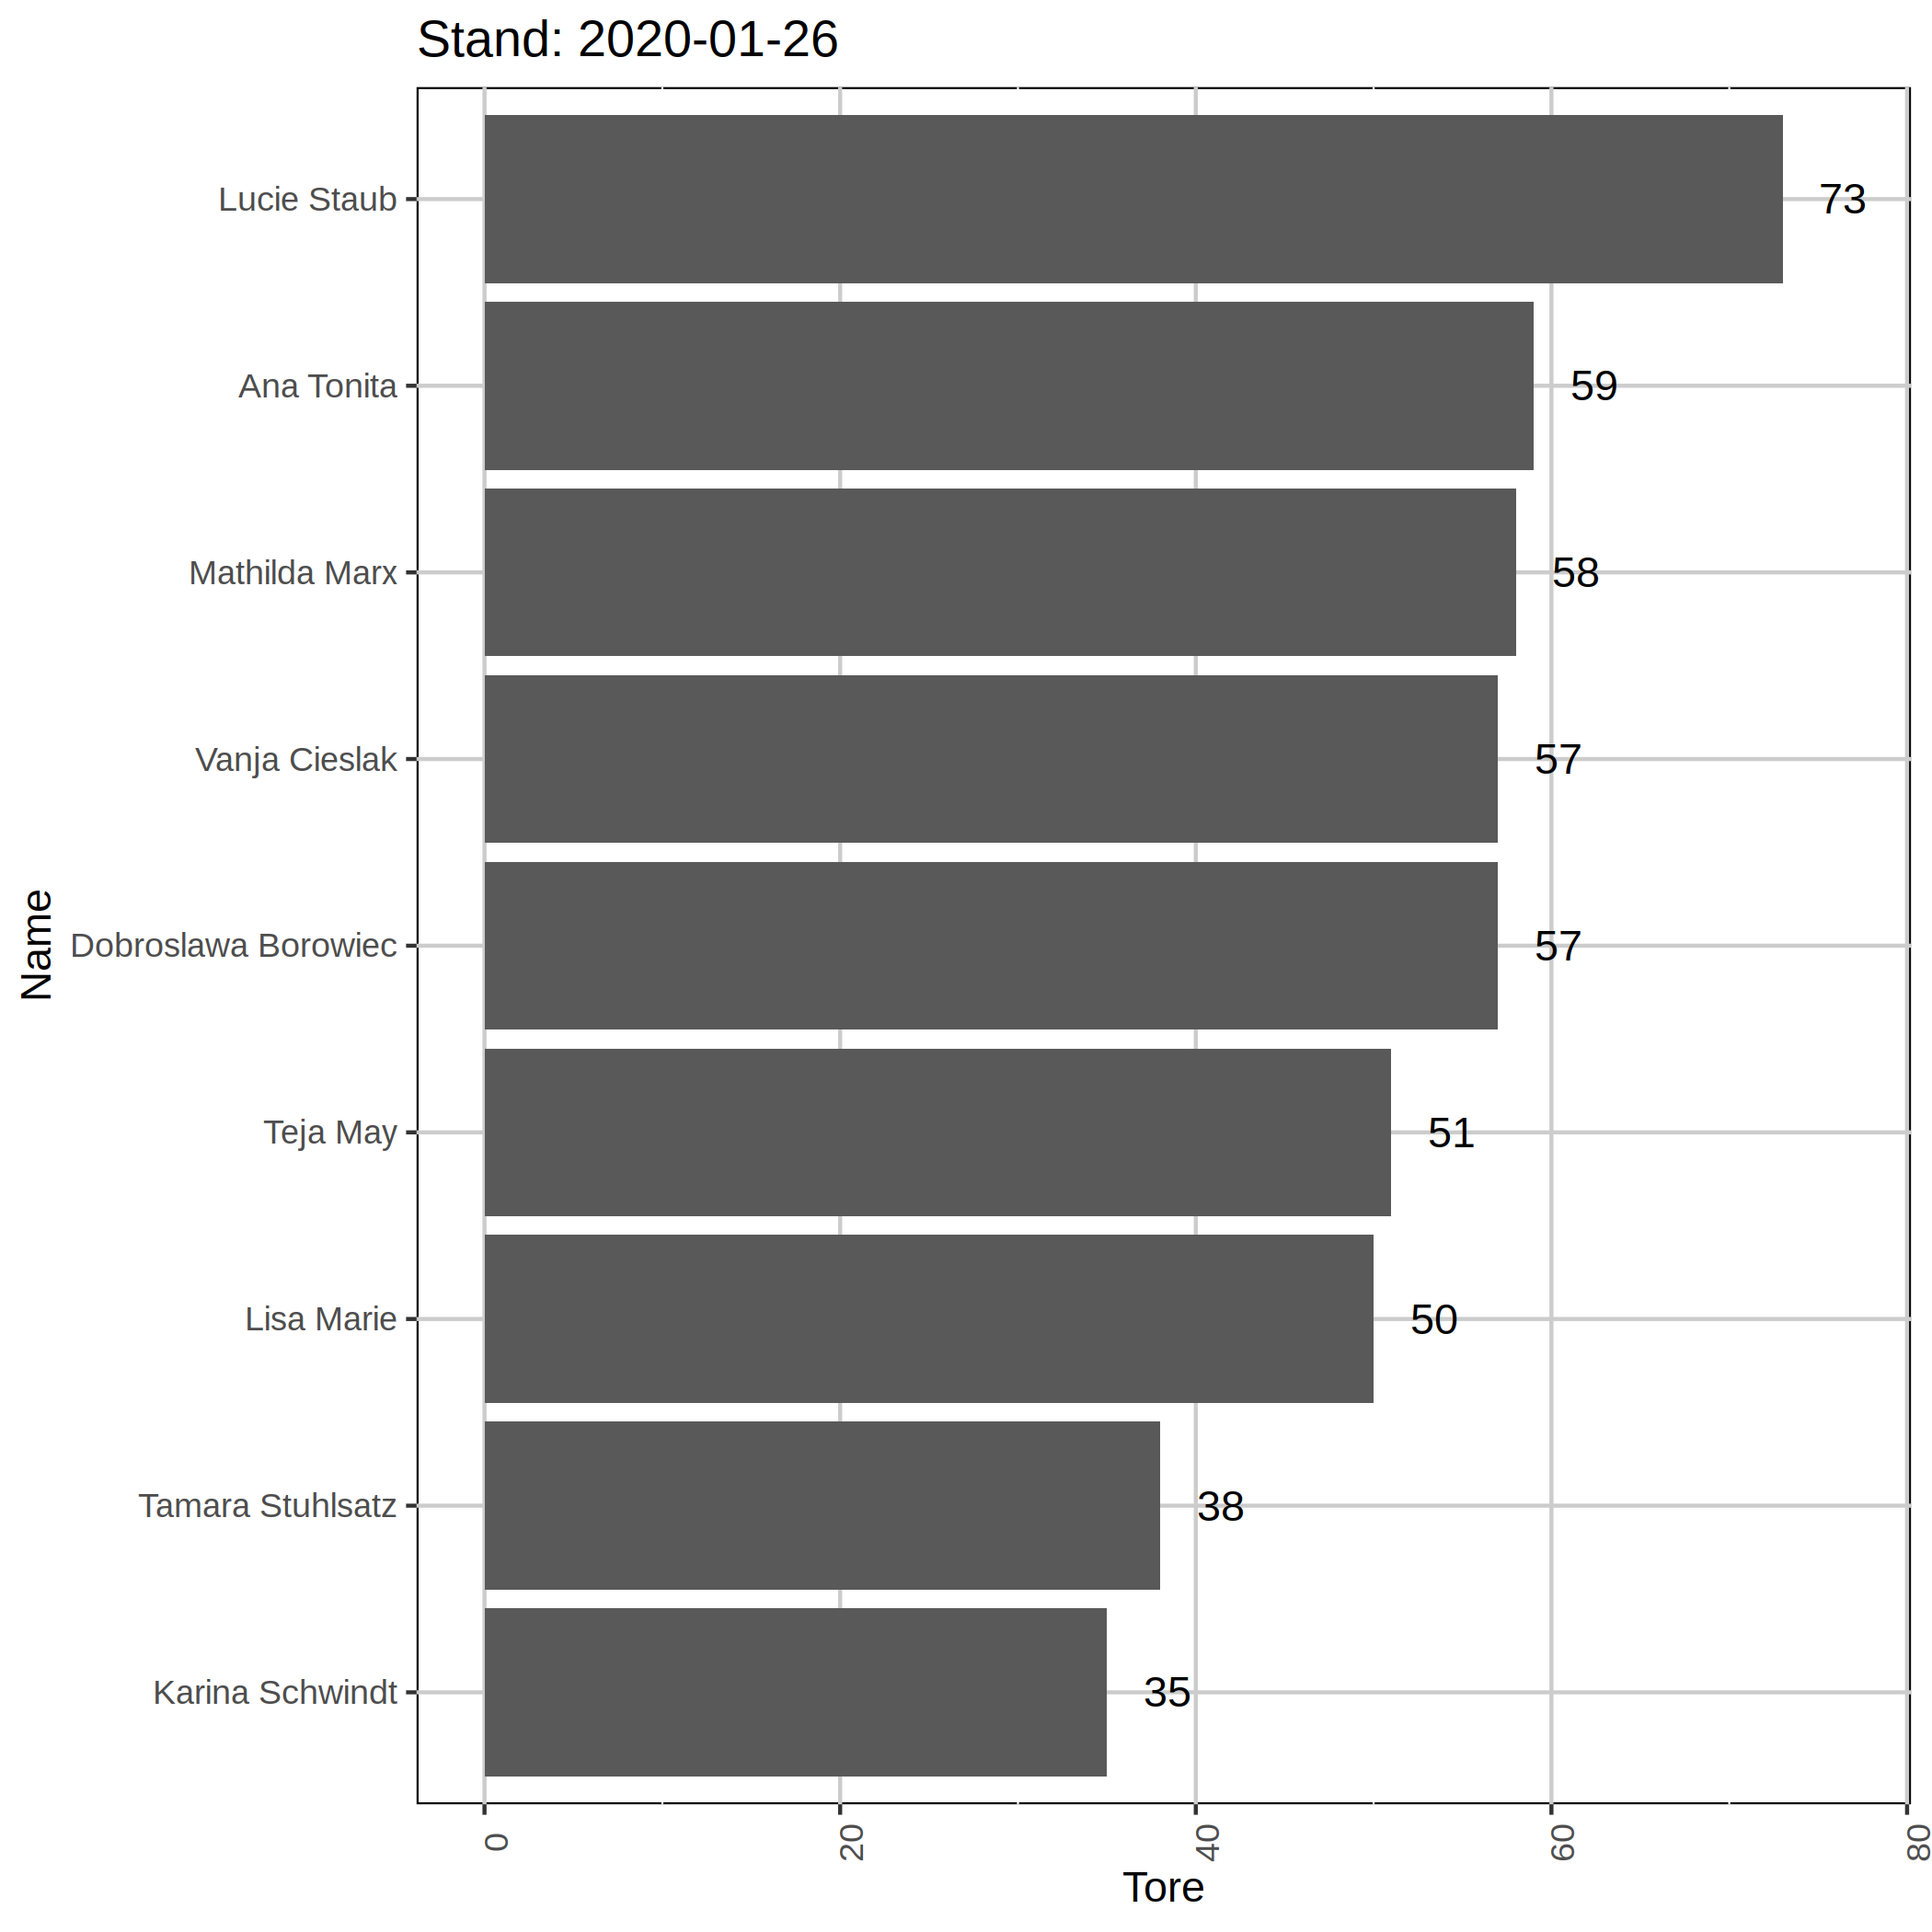 Stand: 2020-01-26
Name
Lucie Staub 73
Ana Tonita 59
Mathilda Marx 58
Vanja Cieslak 57
Dobroslawa Borowiec 57
Teja May 51
Lisa Marie 50
Tamara Stuhlsatz 38
Karina Schwindt 35
0 20 40 60 80
Tore